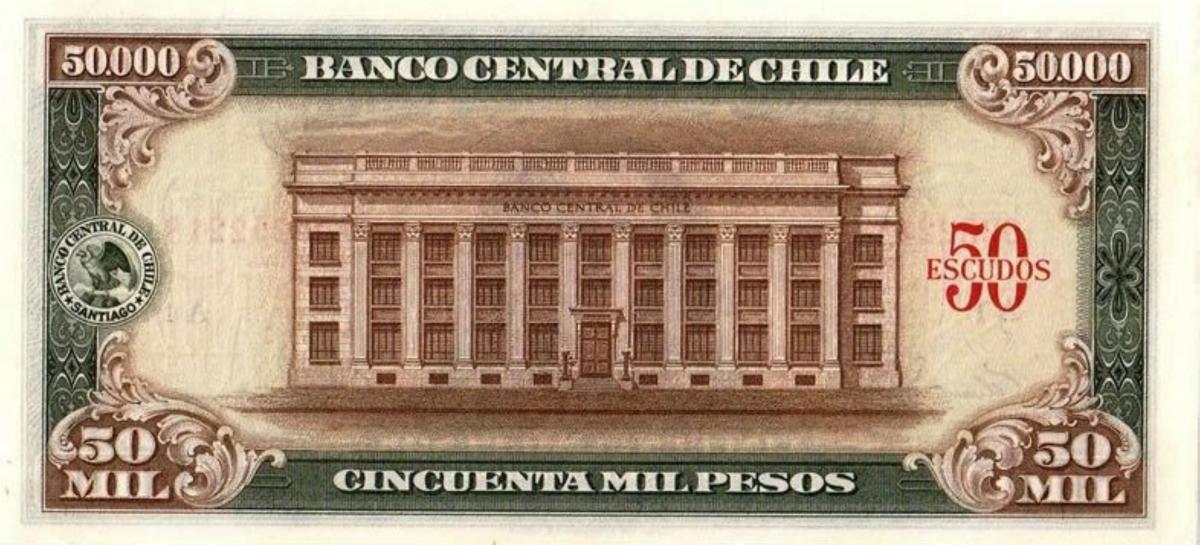 50.000
BANCO CENTRAL DE CHILE
50.000
BANCO CENTRAL DE CHILE
BANCO CENTRAL DE CHILE
SANTIAGO
50
ESCUDOS
50
MIL
CINCUENTA MIL PESOS
50
MIL